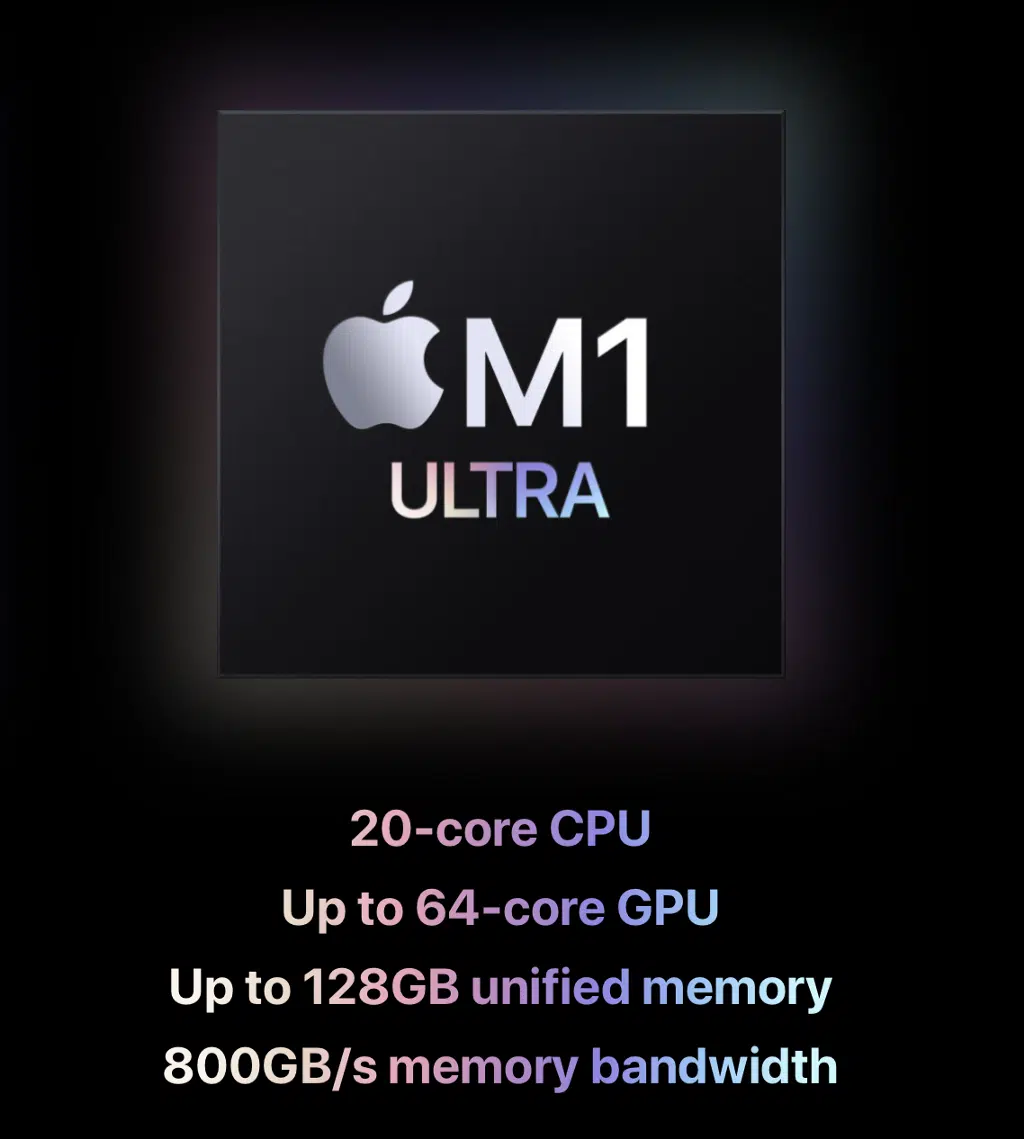 M1
ULTRA
20-core CPU
Up to 64-core GPU
Up to 128GB unified memory
800GB/s memory bandwidth